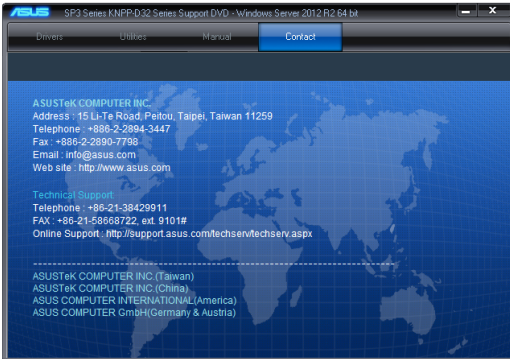 ASUS SP3 Series KNPP-D32 Series Support DVD - Windows Server 2012 R2 64 bit
Drivers Utilities Manual Contact
ASUSTeK COMPUTER INC.
Address : 15 Li-Te Road, Peitou, Taipei, Taiwan 11259
Telephone : +886-2-2894-3447
Fax : +886-2-2890-7798
Email : info@asus.com
Web site : http://www.asus.com
Technical Support
Telephone : +86-21-38429911
FAX : +86-21-58668722, ext. 9101#
Online Support : http://support.asus.com/techserv/techserv.aspx
ASUSTeK COMPUTER INC.(Taiwan)
ASUSTeK COMPUTER INC.(China)
ASUS COMPUTER INTERNATIONAL(America)
ASUS COMPUTER GmbH(Germany & Austria)